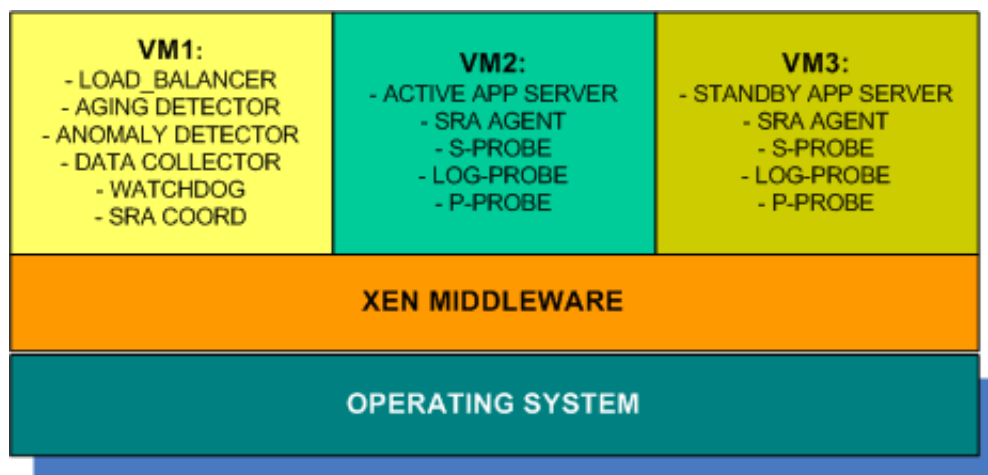 VM1:
- LOAD_BALANCER
- AGING DETECTOR
- ANOMALY DETECTOR
- DATA COLLECTOR
- WATCHDOG
- SRA COORD
VM2:
- ACTIVE APP SERVER
- SRA AGENT
- S-PROBE
- LOG-PROBE
- P-PROBE
VM3:
- STANDBY APP SERVER
- SRA AGENT
- S-PROBE
- LOG-PROBE
- P-PROBE
XEN MIDDLEWARE
OPERATING SYSTEM